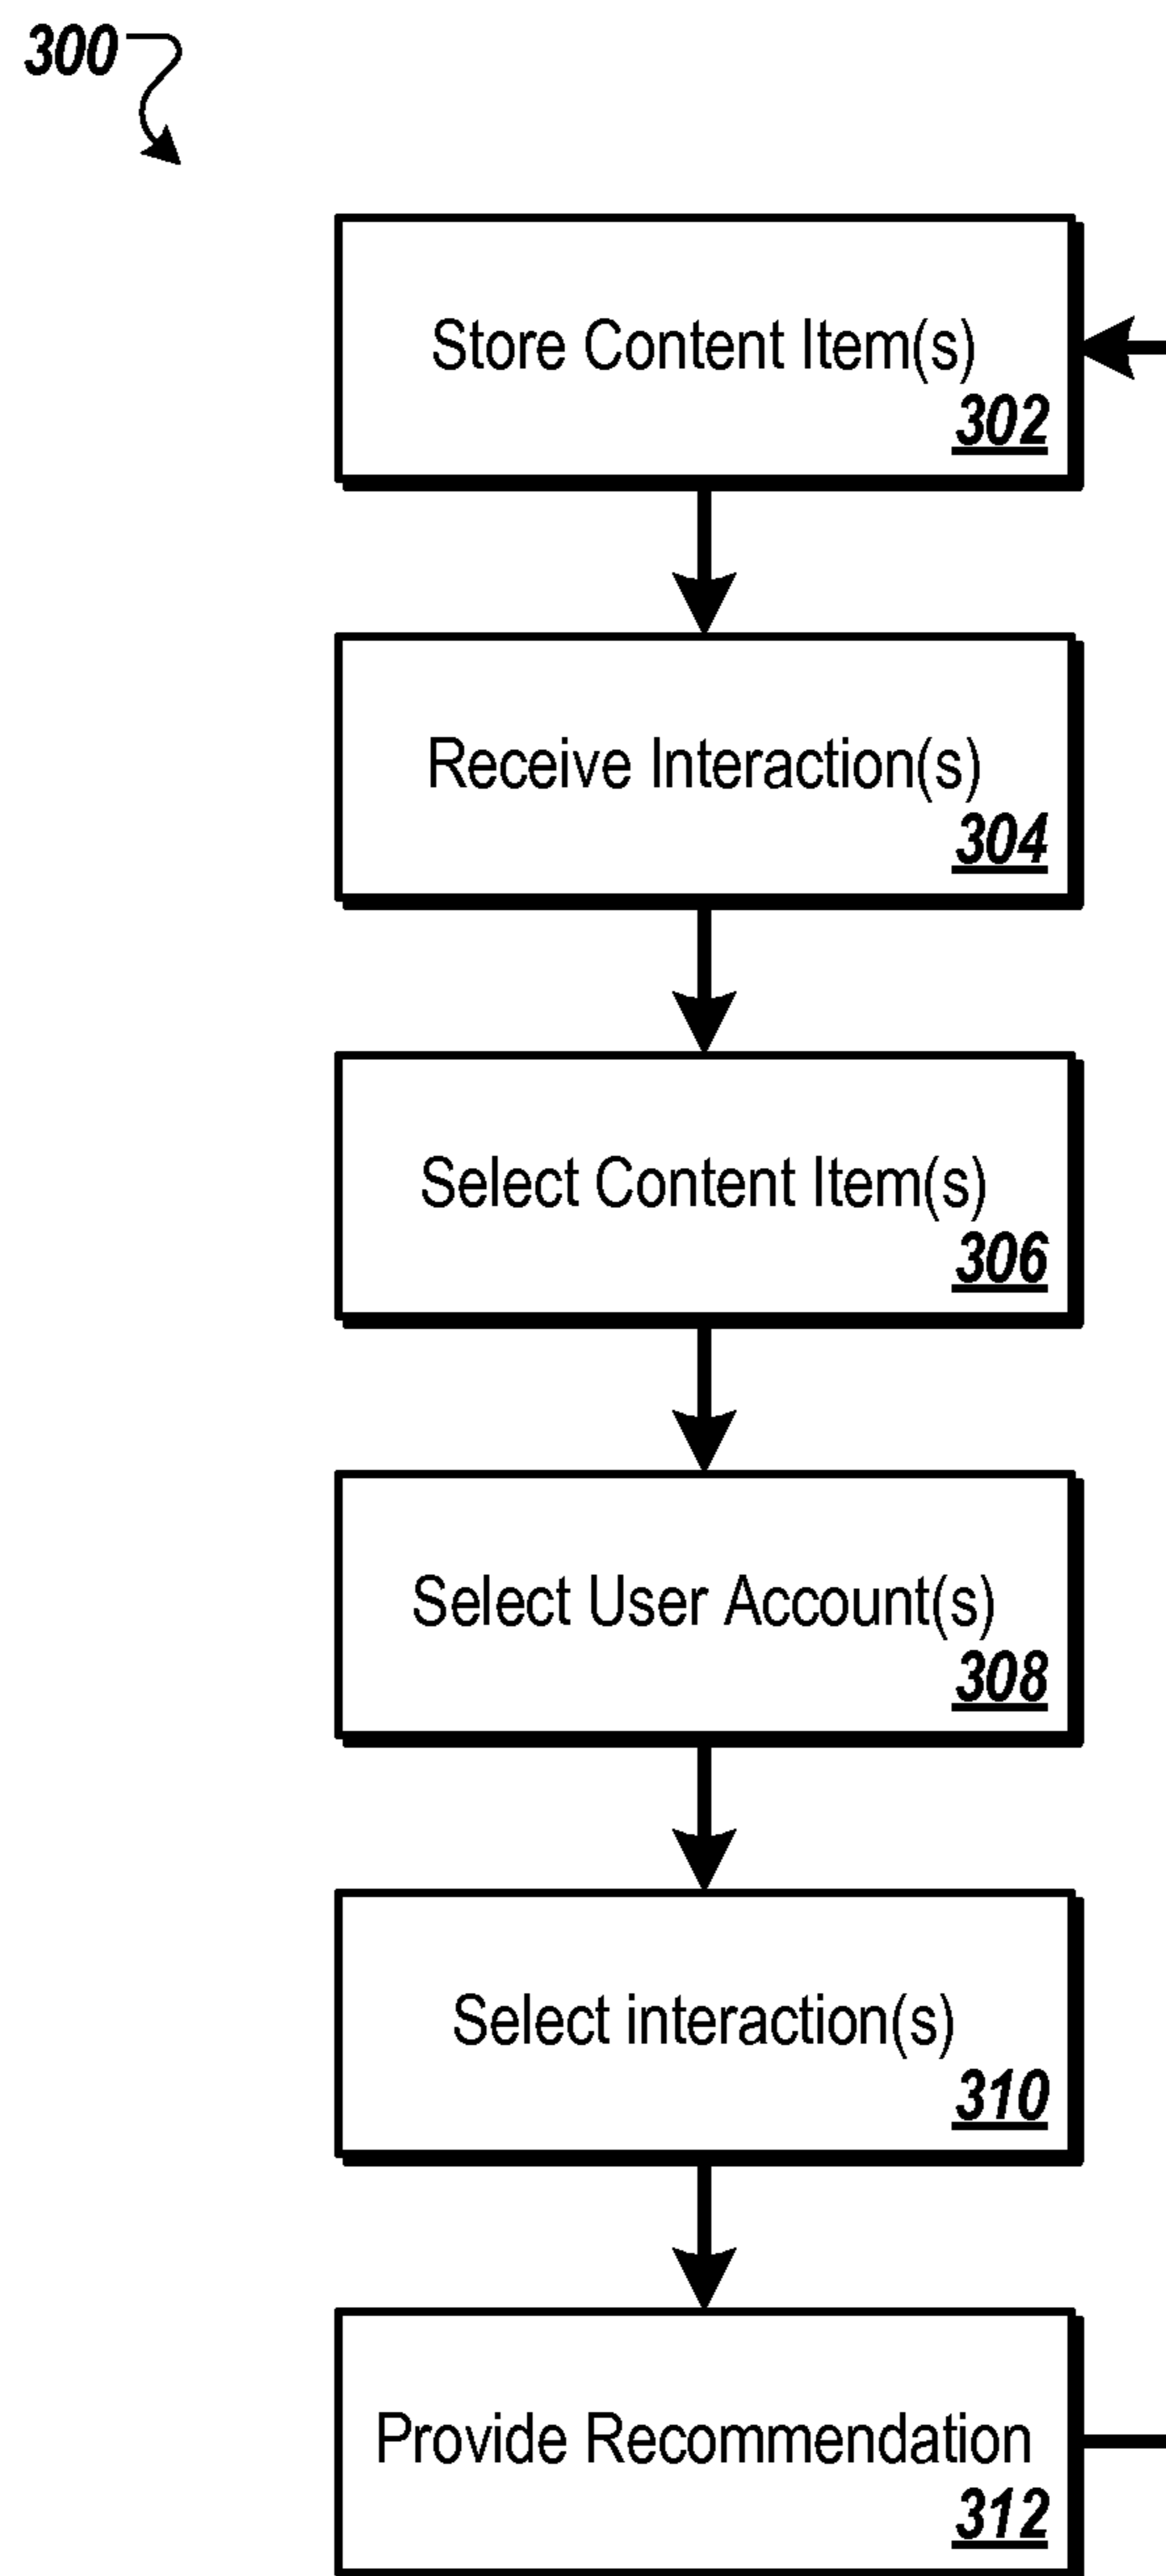 300
Store Content Item(s)
302
Receive Interaction(s)
304
Select Content Item(s)
306
Select User Account(s)
308
Select interaction(s)
310
Provide Recommendation
312